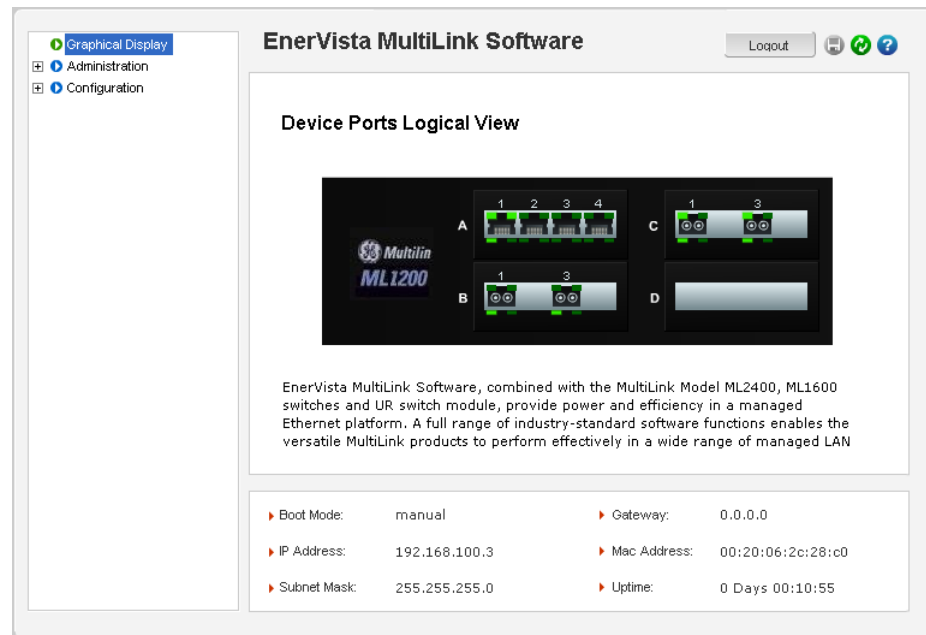 Graphical Display
Administration
Configuration
EnerVista MultiLink Software
Logout
Device Ports Logical View
1 2 3 4
A
1 3
C
Multilin
ML1200
1 3
B
D
EnerVista MultiLink Software, combined with the MultiLink Model ML2400, ML1600
switches and UR switch module, provide power and efficiency in a managed
Ethernet platform. A full range of industry-standard software functions enables the
versatile MultiLink products to perform effectively in a wide range of managed LAN
Boot Mode: manual
Gateway: 0.0.0.0
IP Address: 192.168.100.3
Mac Address: 00:20:06:2c:28:c0
Subnet Mask: 255.255.255.0
Uptime: 0 Days 00:10:55